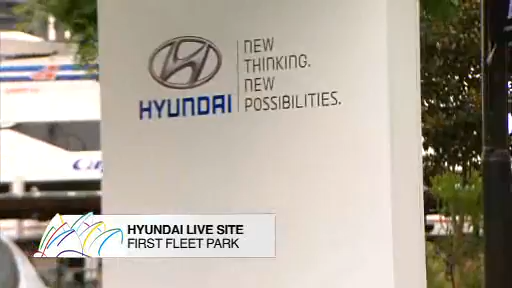 NEW
THINKING.
NEW
POSSIBILITIES.
HYUNDAI
HYUNDAI LIVE SITE
FIRST FLEET PARK